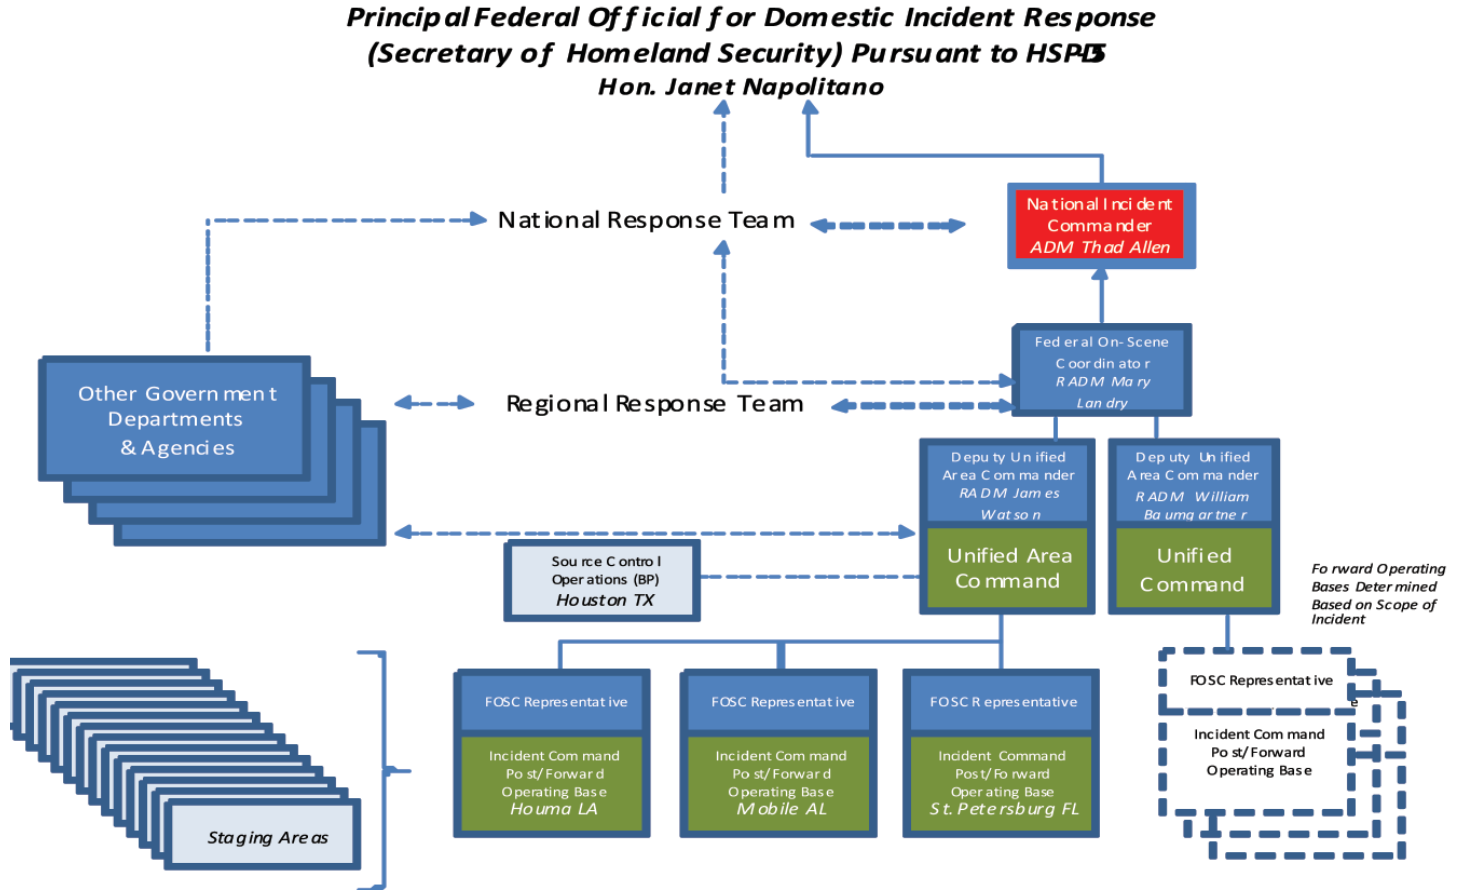 Principal Federal Official for Domestic Incident Response
(Secretary of Homeland Security) Pursuant to HSPD-5
Hon. Janet Napolitano
National Incident
Commander
ADM Thad Allen
National Response Team
Federal On-Scene
Coordinator
RADM Mary
Landry
Other Government
Departments
& Agencies
Regional Response Team
Deputy Unified
Area Commander
RADM James
Watson
Unified Area
Command
Deputy Unified
Area Commander
RADM William
Baumgartner
Unified
Command
Source Control
Operations (BP)
Houston TX
Forward Operating
Bases Determined
Based on Scope of
Incident
FOSC Representative
Incident Command
Post/Forward
Operating Base
Houma LA
FOSC Representative
Incident Command
Post/Forward
Operating Base
Mobile AL
FOSC Representative
Incident Command
Post/Forward
Operating Base
St. Petersburg FL
FOSC Representative
e
Incident Command
Post/Forward
Operating Base
Staging Areas